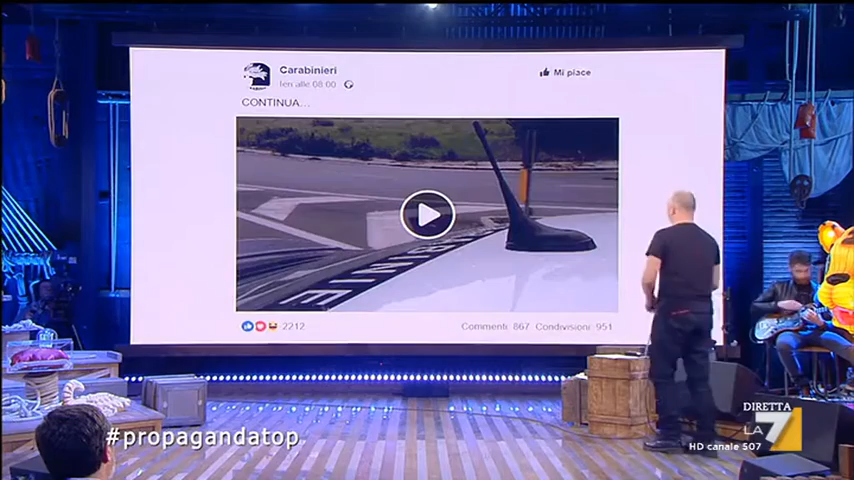 Carabinieri
Ieri alle 08:00
Mi piace
CONTINUA...
2212
Commenti: 867 Condivisioni: 951
#propagandatop
DIRETTA
LA 7
HD canale 507